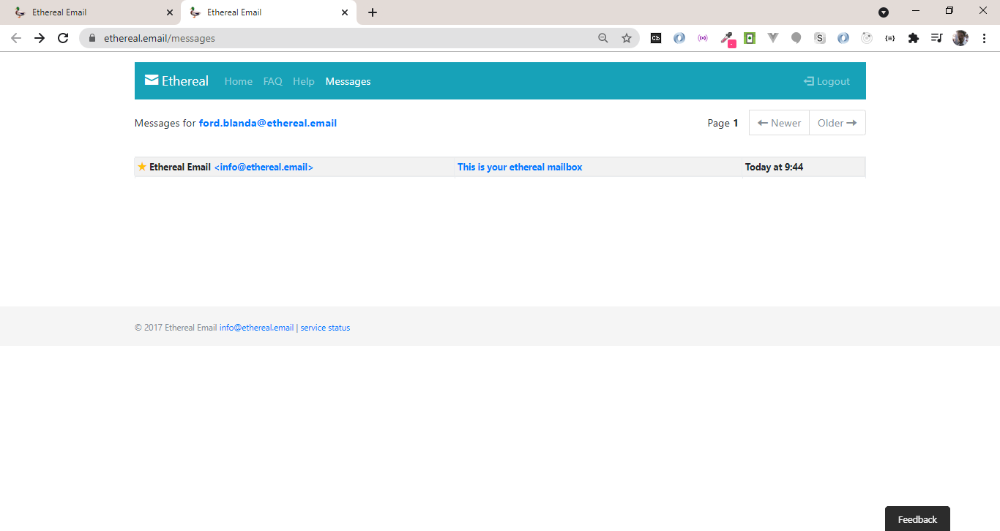 Ethereal Email
Ethereal Email
ethereal.email/messages
Cb
S
Ethereal Home FAQ Help Messages Logout
Messages for ford.blanda@ethereal.email Page 1 ← Newer Older →
★ Ethereal Email <info@ethereal.email> This is your ethereal mailbox Today at 9:44
© 2017 Ethereal Email info@ethereal.email | service status
Feedback